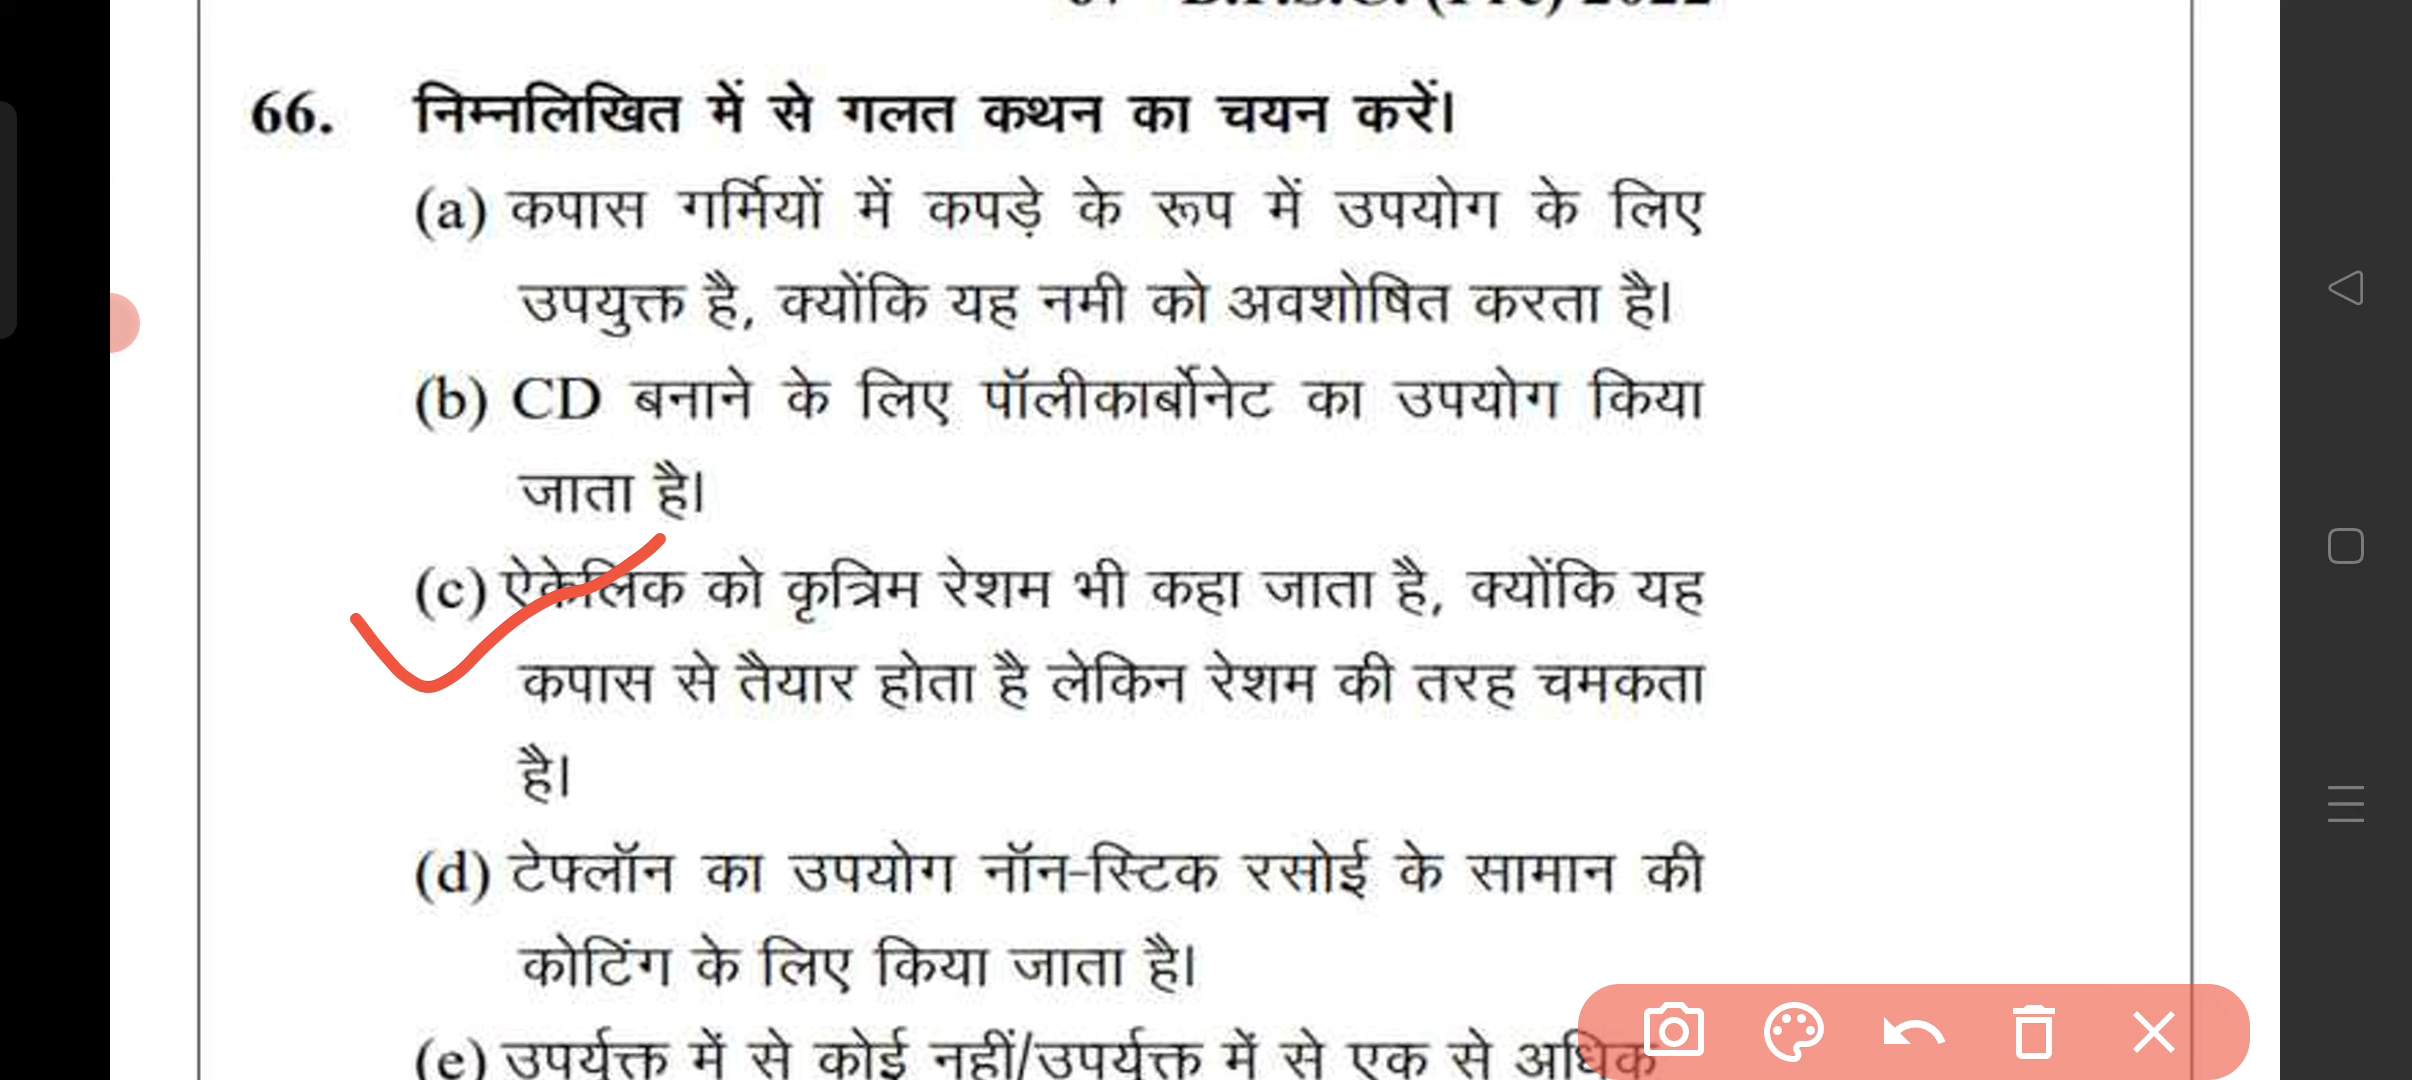 66. निम्नलिखित में से गलत कथन का चयन करें।
(a) कपास गर्मियों में कपड़े के रूप में उपयोग के लिए
उपयुक्त है, क्योंकि यह नमी को अवशोषित करता है।
(b) CD बनाने के लिए पॉलीकार्बोनेट का उपयोग किया
जाता है।
(c) ऐक्रेलिक को कृत्रिम रेशम भी कहा जाता है, क्योंकि यह
कपास से तैयार होता है लेकिन रेशम की तरह चमकता
है।
(d) टेफ्लॉन का उपयोग नॉन-स्टिक रसोई के सामान की
कोटिंग के लिए किया जाता है।
(e) उपर्युक्त में से कोई नहीं/उपर्युक्त में से एक से अधिक